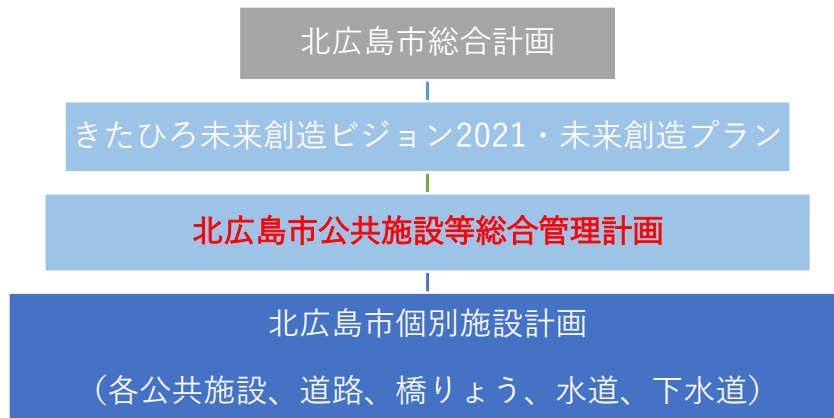 北広島市総合計画
きたひろ未来創造ビジョン2021・未来創造プラン
北広島市公共施設等総合管理計画
北広島市個別施設計画
（各公共施設、道路、橋りょう、水道、下水道）